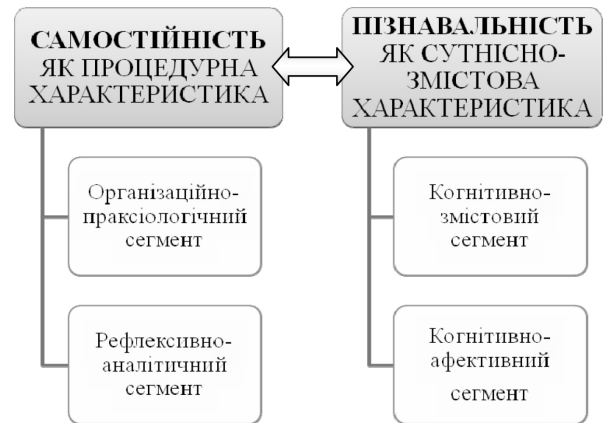 САМОСТІЙНІСТЬ
ЯК ПРОЦЕДУРНА
ХАРАКТЕРИСТИКА
Організаційно-
праксіологічний
сегмент
Рефлексивно-
аналітичний
сегмент
ПІЗНАВАЛЬНІСТЬ
ЯК СУТНІСНО-
ЗМІСТОВА
ХАРАКТЕРИСТИКА
Когнітивно-
змістовий
сегмент
Когнітивно-
афективний
сегмент